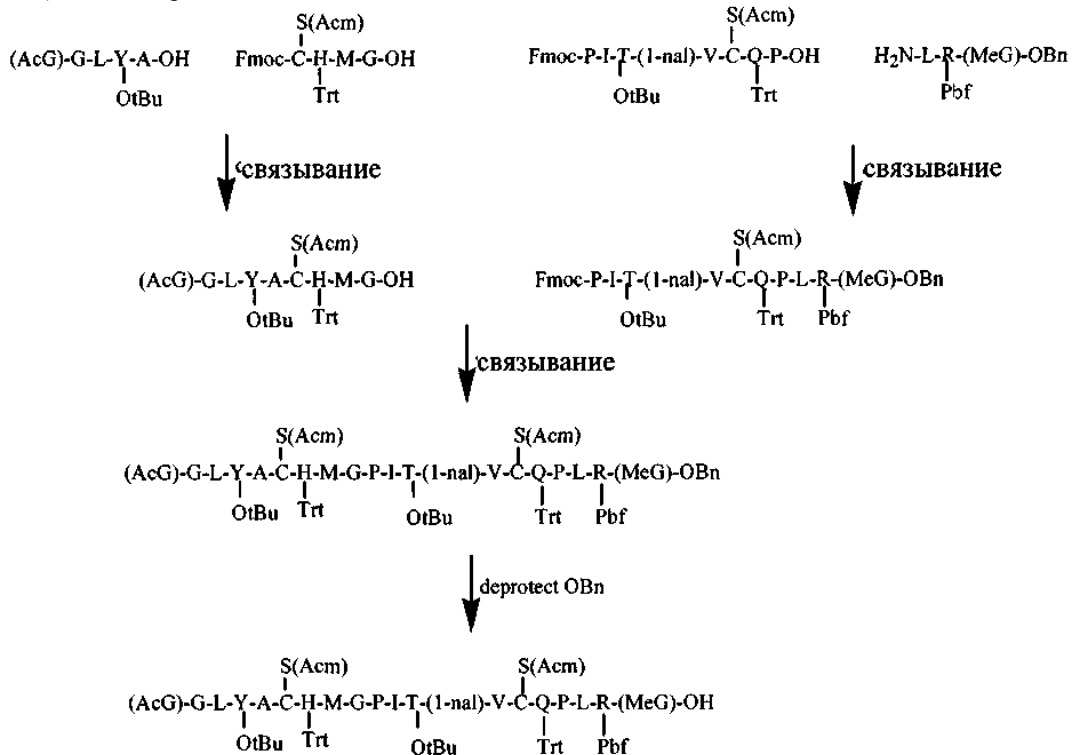 S(Acm) S(Acm)
(AcG)-G-L-Y-A-OH Fmoc-C-H-M-G-OH Fmoc-P-I-T-(1-nal)-V-C-Q-P-OH H₂N-L-R-(MeG)-OBn
OtBu Trt OtBu Trt Pbf
связывание связывание
S(Acm) S(Acm)
(AcG)-G-L-Y-A-C-H-M-G-OH Fmoc-P-I-T-(1-nal)-V-C-Q-P-L-R-(MeG)-OBn
OtBu Trt OtBu Trt Pbf
связывание
S(Acm) S(Acm)
(AcG)-G-L-Y-A-C-H-M-G-P-I-T-(1-nal)-V-C-Q-P-L-R-(MeG)-OBn
OtBu Trt OtBu Trt Pbf
deprotect OBn
S(Acm) S(Acm)
(AcG)-G-L-Y-A-C-H-M-G-P-I-T-(1-nal)-V-C-Q-P-L-R-(MeG)-OH
OtBu Trt OtBu Trt Pbf